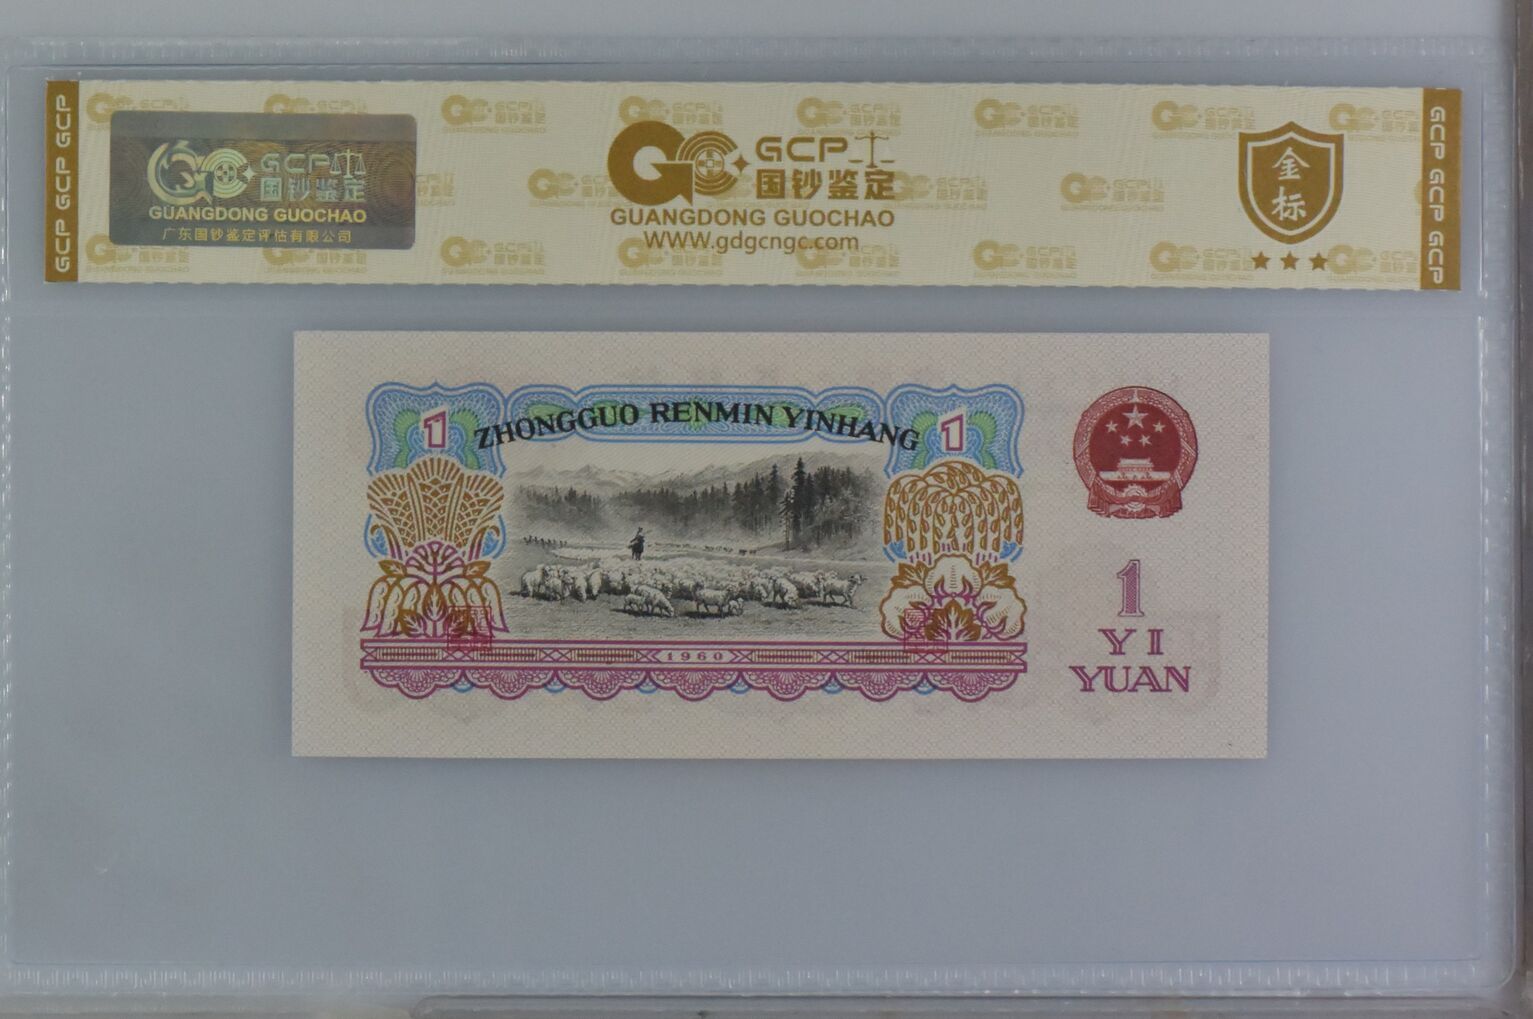 GCP GCP GCP
GCP 国钞鉴定
GUANGDONG GUOCHAO
广东国钞鉴定评估有限公司
GCP
国钞鉴定
GUANGDONG GUOCHAO
WWW.gdgcngc.com
金标
GCP GCP GCP
ZHONGGUO RENMIN YINHANG
1
1
1960
1
YI
YUAN